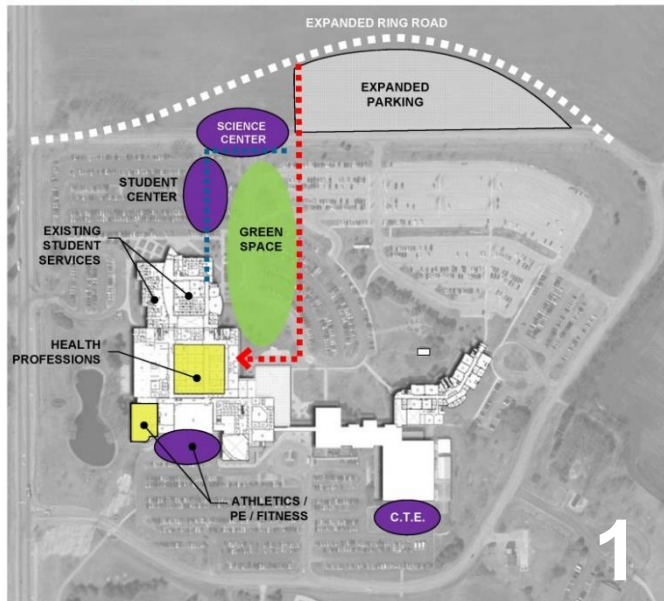 EXPANDED RING ROAD
EXPANDED
PARKING
SCIENCE
CENTER
STUDENT
CENTER
GREEN
SPACE
EXISTING
STUDENT
SERVICES
HEALTH
PROFESSIONS
ATHLETICS /
PE / FITNESS
C.T.E.
1